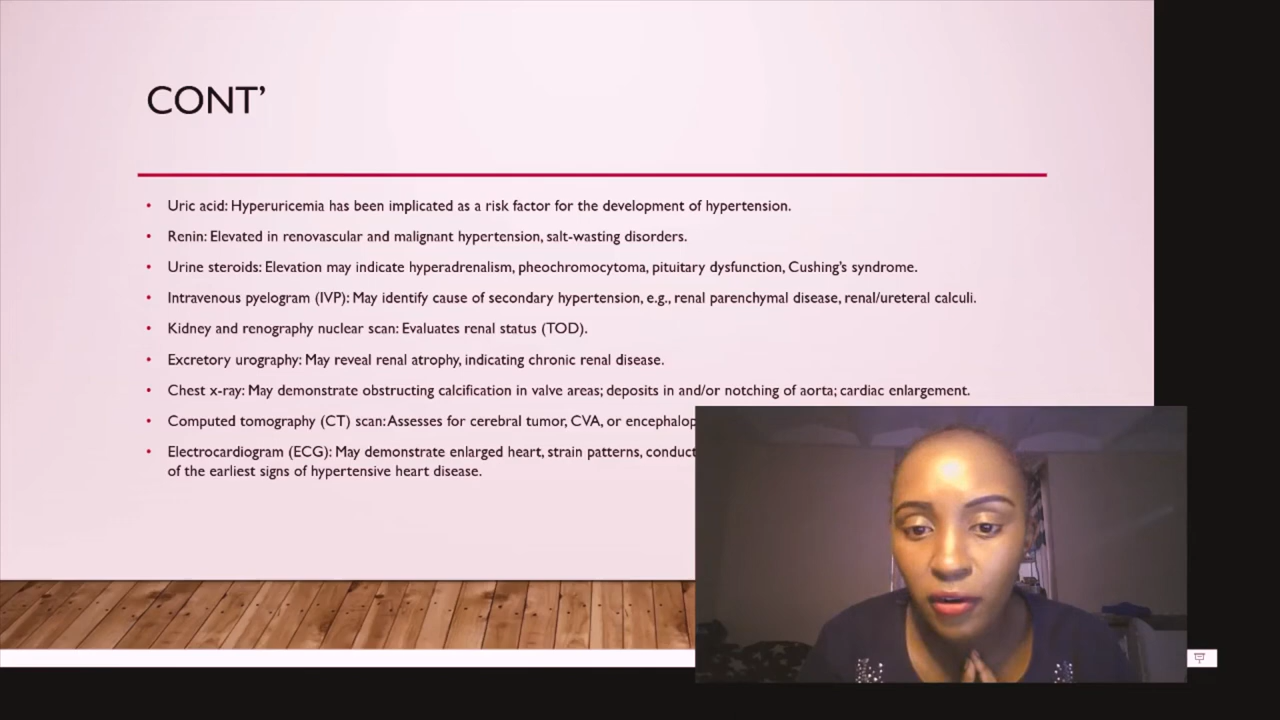 CONT'
Uric acid: Hyperuricemia has been implicated as a risk factor for the development of hypertension.
Renin: Elevated in renovascular and malignant hypertension, salt-wasting disorders.
Urine steroids: Elevation may indicate hyperadrenalism, pheochromocytoma, pituitary dysfunction, Cushing's syndrome.
Intravenous pyelogram (IVP): May identify cause of secondary hypertension, e.g., renal parenchymal disease, renal/ureteral calculi.
Kidney and renography nuclear scan: Evaluates renal status (TOD).
Excretory urography: May reveal renal atrophy, indicating chronic renal disease.
Chest x-ray: May demonstrate obstructing calcification in valve areas; deposits in and/or notching of aorta; cardiac enlargement.
Computed tomography (CT) scan: Assesses for cerebral tumor, CVA, or
Electrocardiogram (ECG): May demonstrate enlarged heart, strain patterns,
of the earliest signs of hypertensive heart disease.